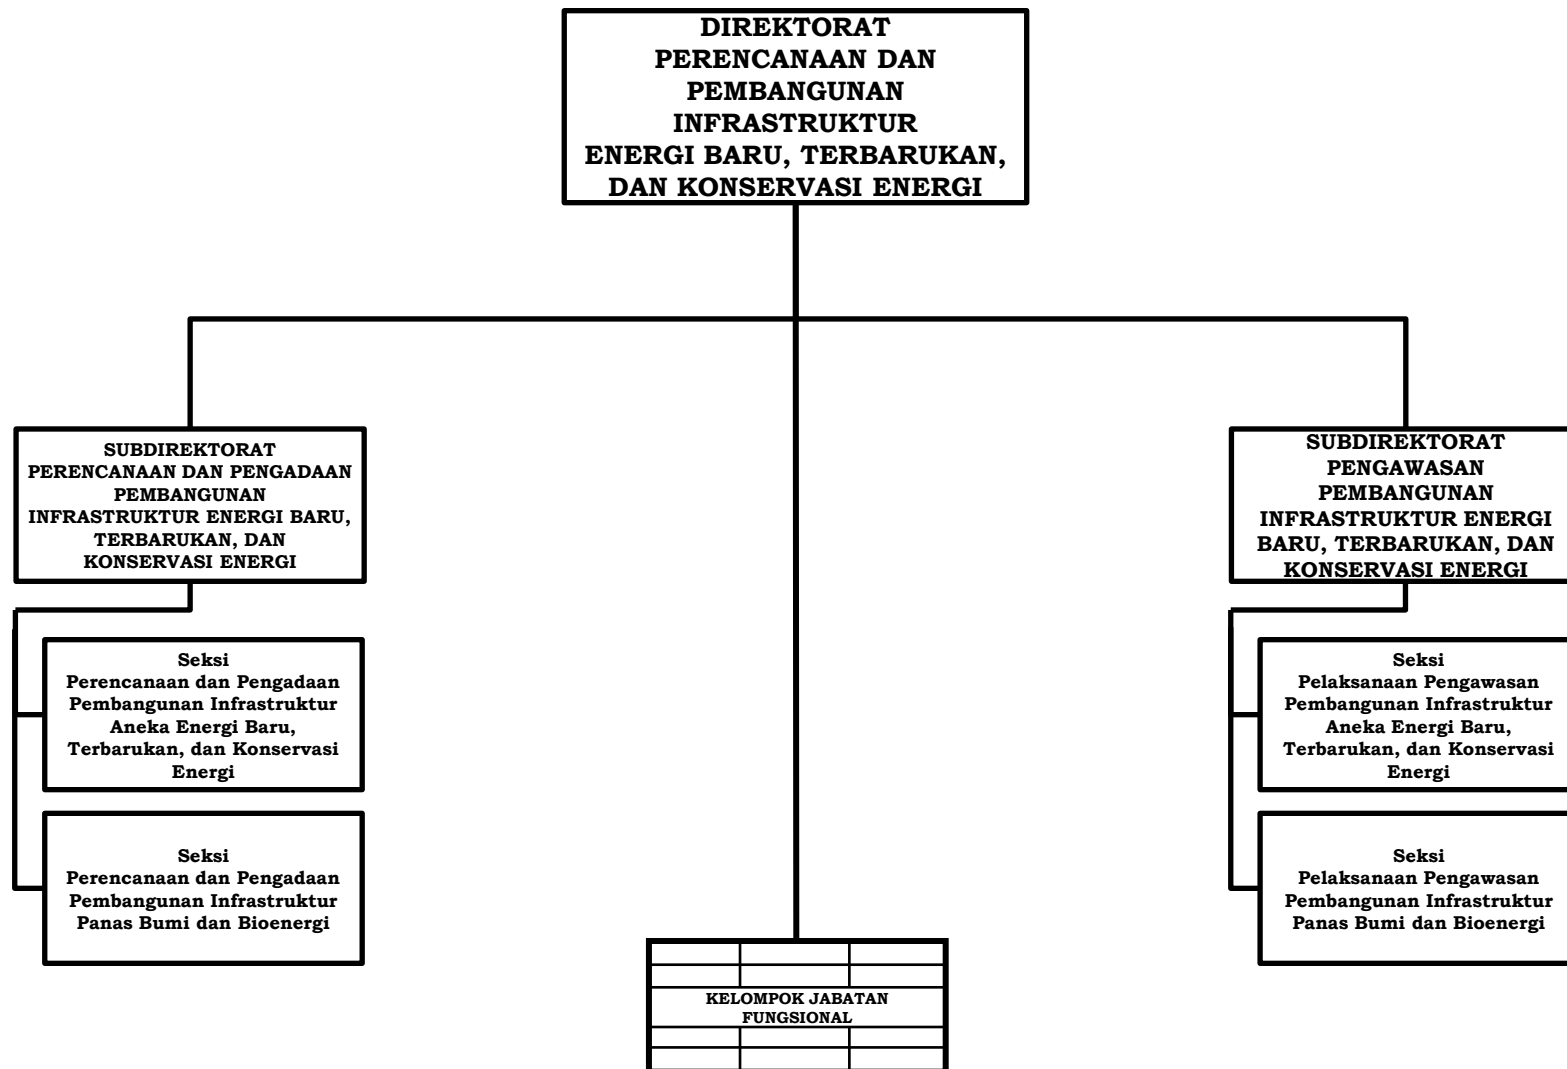 DIREKTORAT
PERENCANAAN DAN
PEMBANGUNAN
INFRASTRUKTUR
ENERGI BARU, TERBARUKAN,
DAN KONSERVASI ENERGI
SUBDIREKTORAT
PERENCANAAN DAN PENGADAAN
PEMBANGUNAN
INFRASTRUKTUR ENERGI BARU,
TERBARUKAN, DAN
KONSERVASI ENERGI
SUBDIREKTORAT
PENGAWASAN
PEMBANGUNAN
INFRASTRUKTUR ENERGI
BARU, TERBARUKAN, DAN
KONSERVASI ENERGI
Seksi
Perencanaan dan Pengadaan
Pembangunan Infrastruktur
Aneka Energi Baru,
Terbarukan, dan Konservasi
Energi
Seksi
Pelaksanaan Pengawasan
Pembangunan Infrastruktur
Aneka Energi Baru,
Terbarukan, dan Konservasi
Energi
Seksi
Perencanaan dan Pengadaan
Pembangunan Infrastruktur
Panas Bumi dan Bioenergi
Seksi
Pelaksanaan Pengawasan
Pembangunan Infrastruktur
Panas Bumi dan Bioenergi
KELOMPOK JABATAN
FUNGSIONAL